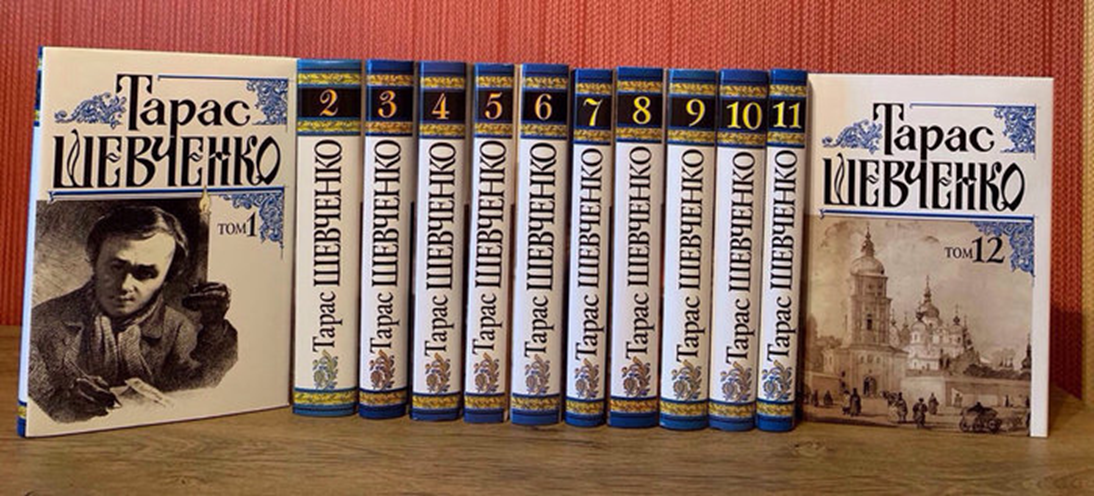 Тарас
ШЕВЧЕНКО
ТОМ 1
2
Тарас ШЕВЧЕНКО
3
Тарас ШЕВЧЕНКО
4
Тарас ШЕВЧЕНКО
5
Тарас ШЕВЧЕНКО
6
Тарас ШЕВЧЕНКО
7
Тарас ШЕВЧЕНКО
8
Тарас ШЕВЧЕНКО
9
Тарас ШЕВЧЕНКО
10
Тарас ШЕВЧЕНКО
11
Тарас ШЕВЧЕНКО
Тарас
ШЕВЧЕНКО
ТОМ 12